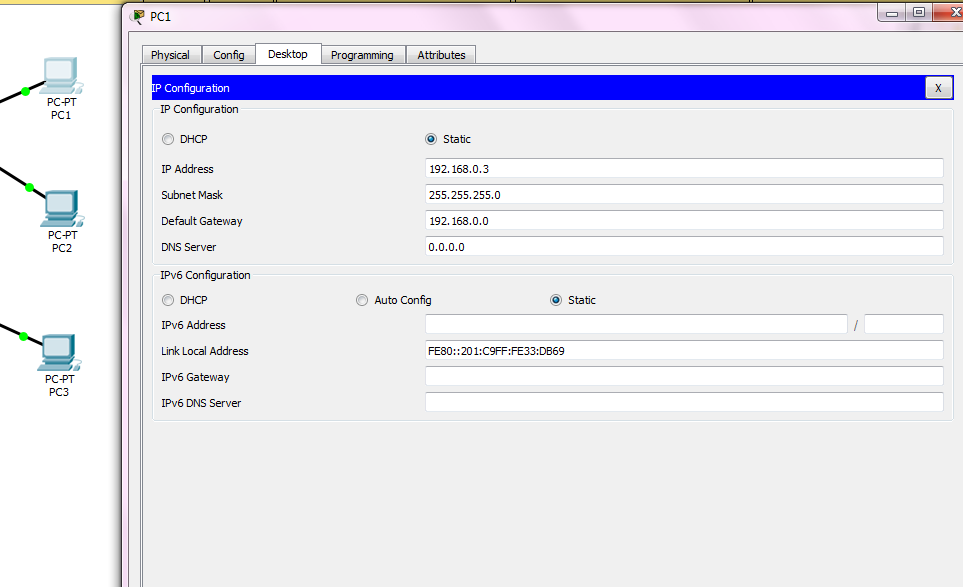 PC1
Physical Config Desktop Programming Attributes
IP Configuration X
IP Configuration
DHCP Static
IP Address 192.168.0.3
Subnet Mask 255.255.255.0
Default Gateway 192.168.0.0
DNS Server 0.0.0.0
IPv6 Configuration
DHCP Auto Config Static
IPv6 Address /
Link Local Address FE80::201:C9FF:FE33:DB69
IPv6 Gateway
IPv6 DNS Server
PC-PT
PC1
PC-PT
PC2
PC-PT
PC3